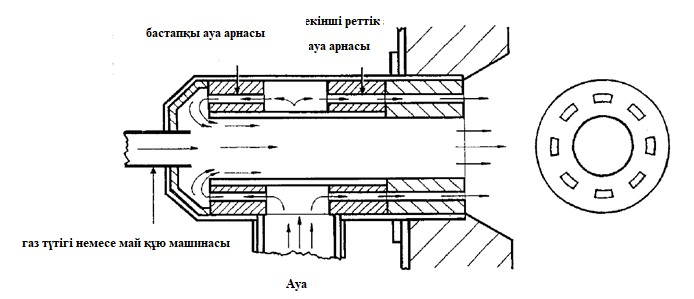 бастапқы ауа арнасы
екінші реттік
ауа арнасы
газ түтігі немесе май құю машинасы
Ауа